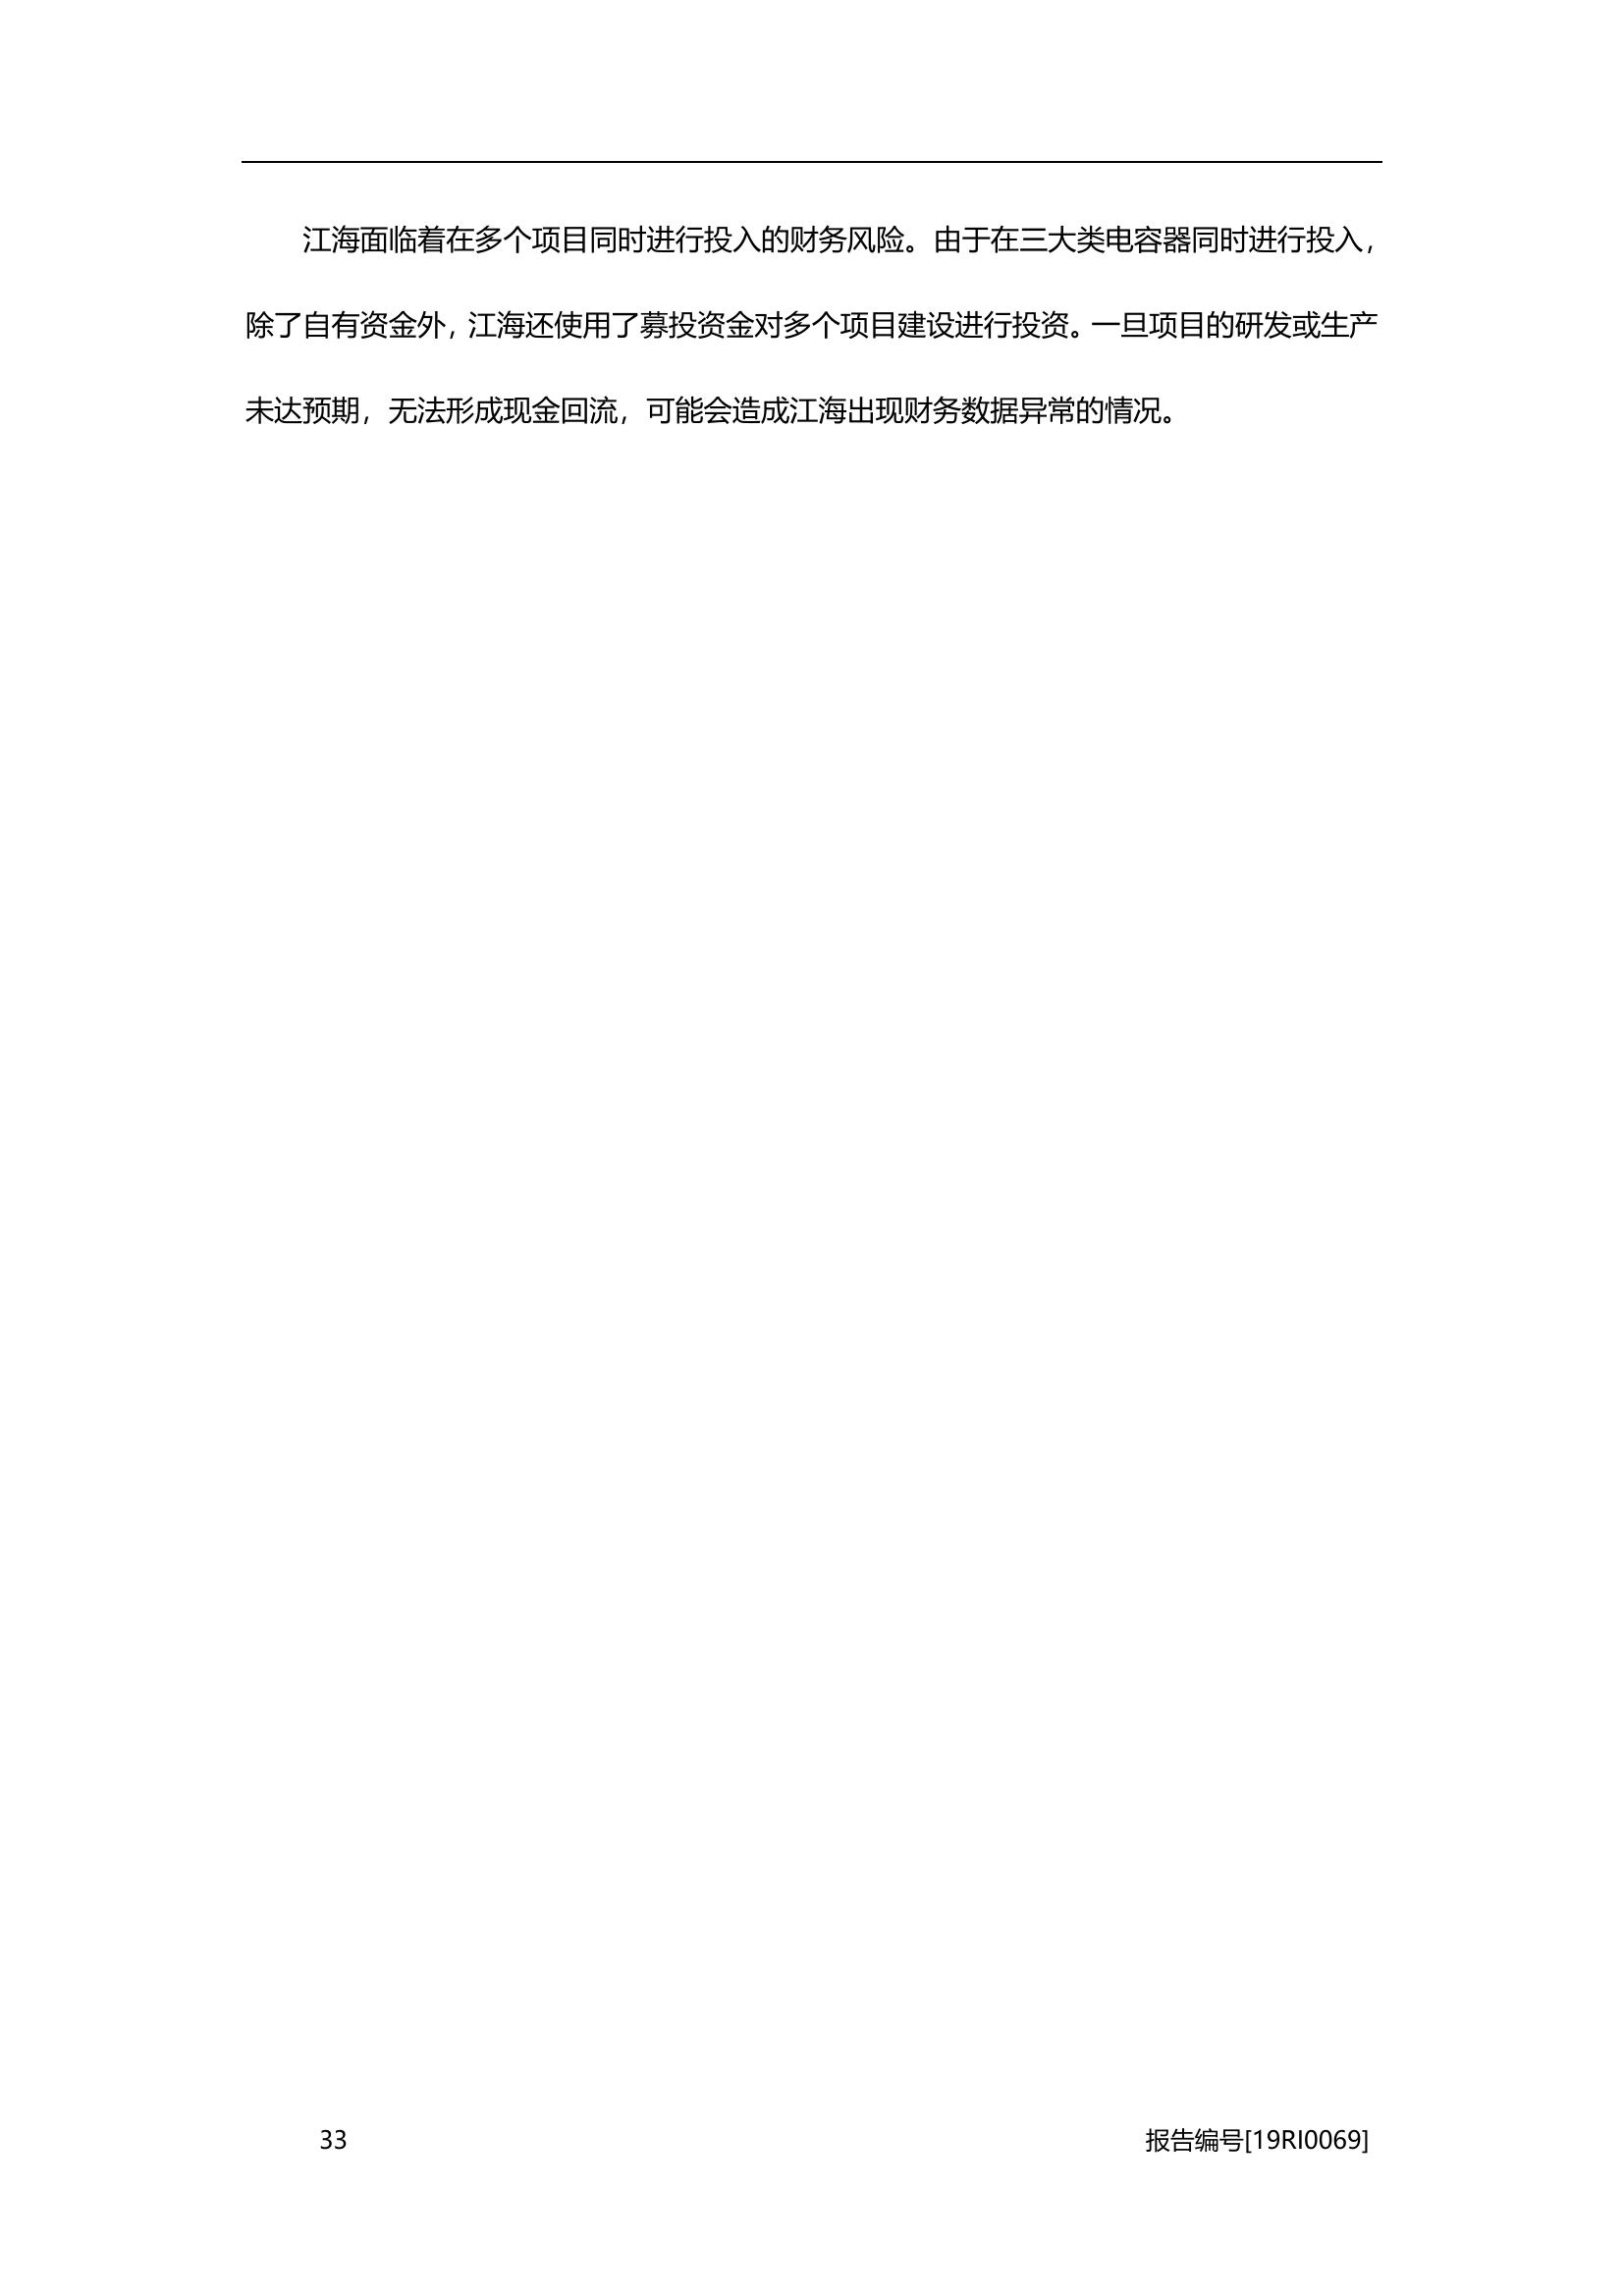 江海面临着在多个项目同时进行投入的财务风险。由于在三大类电容器同时进行投入，
除了自有资金外，江海还使用了募投资金对多个项目建设进行投资。一旦项目的研发或生产
未达预期，无法形成现金回流，可能会造成江海出现财务数据异常的情况。
33 报告编号[19RI0069]